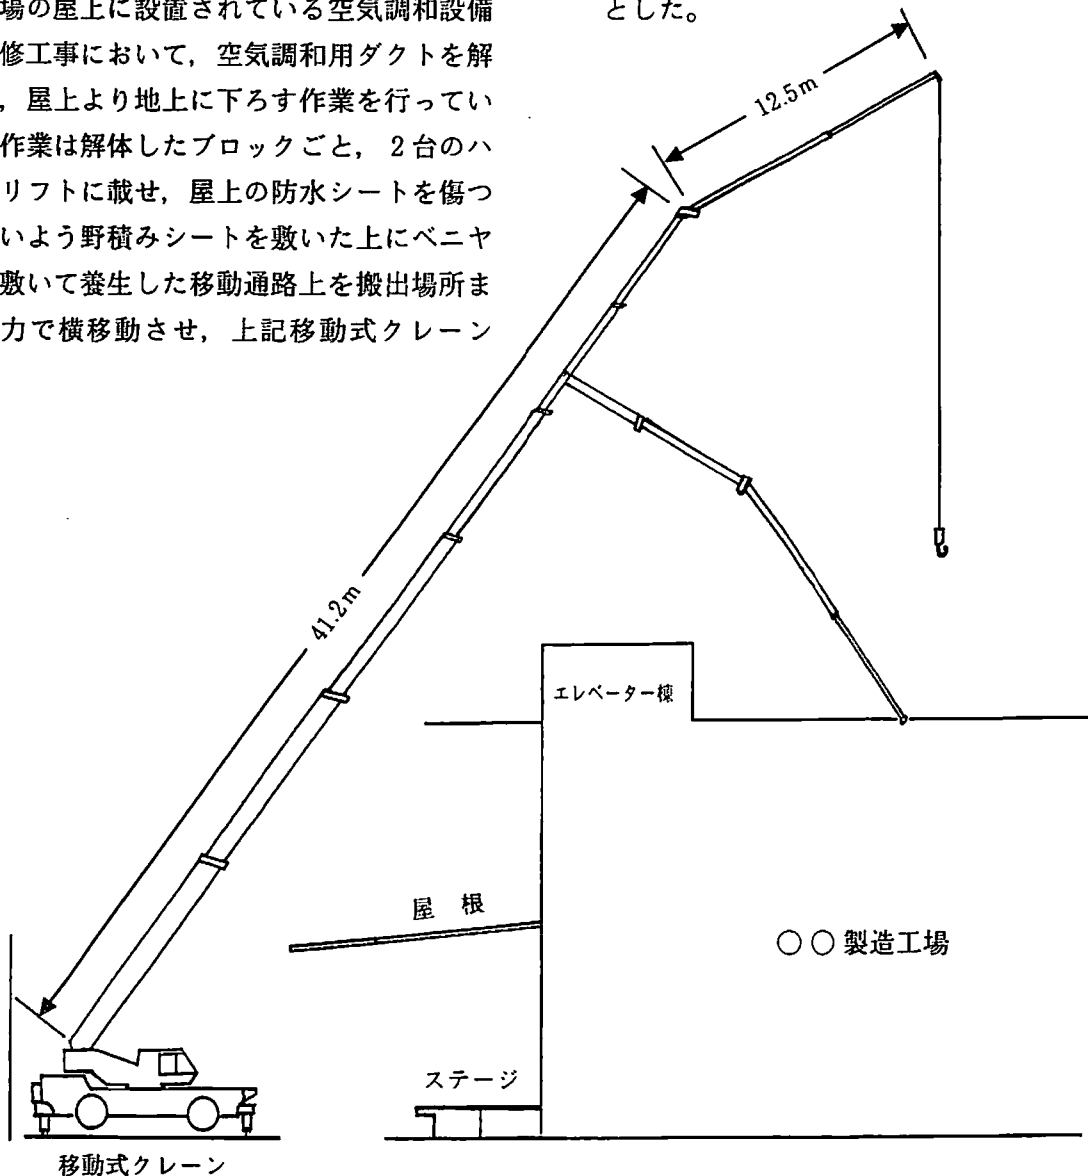 場の屋上に設置されている空気調和設備
修工事において，空気調和用ダクトを解
，屋上より地上に下ろす作業を行ってい
作業は解体したブロックごと，2台のハ
リフトに載せ，屋上の防水シートを傷つ
いよう野積みシートを敷いた上にベニヤ
敷いて養生した移動通路上を搬出場所ま
力で横移動させ，上記移動式クレーン
とした。
12.5m
41.2m
エレベーター棟
屋 根
○○製造工場
ステージ
移動式クレーン